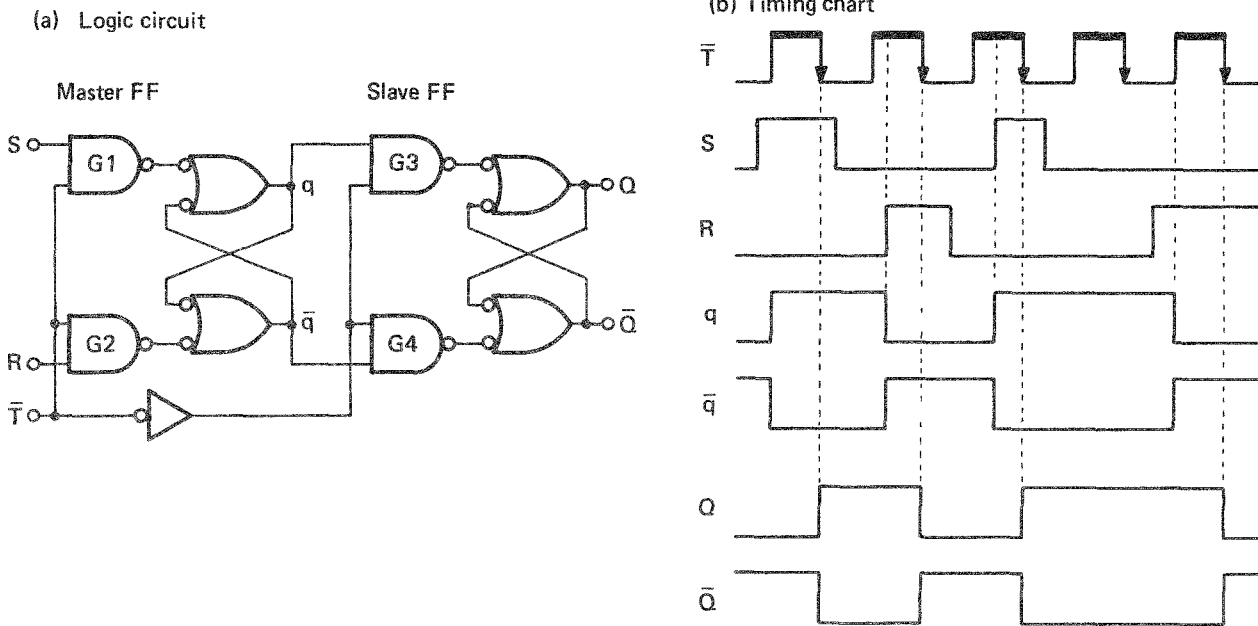 (a) Logic circuit
Master FF
Slave FF
S
G1
q
G3
Q
G2
q̅
G4
Q̅
R
T̅
(b) Timing chart
T̅
S
R
q
q̅
Q
Q̅